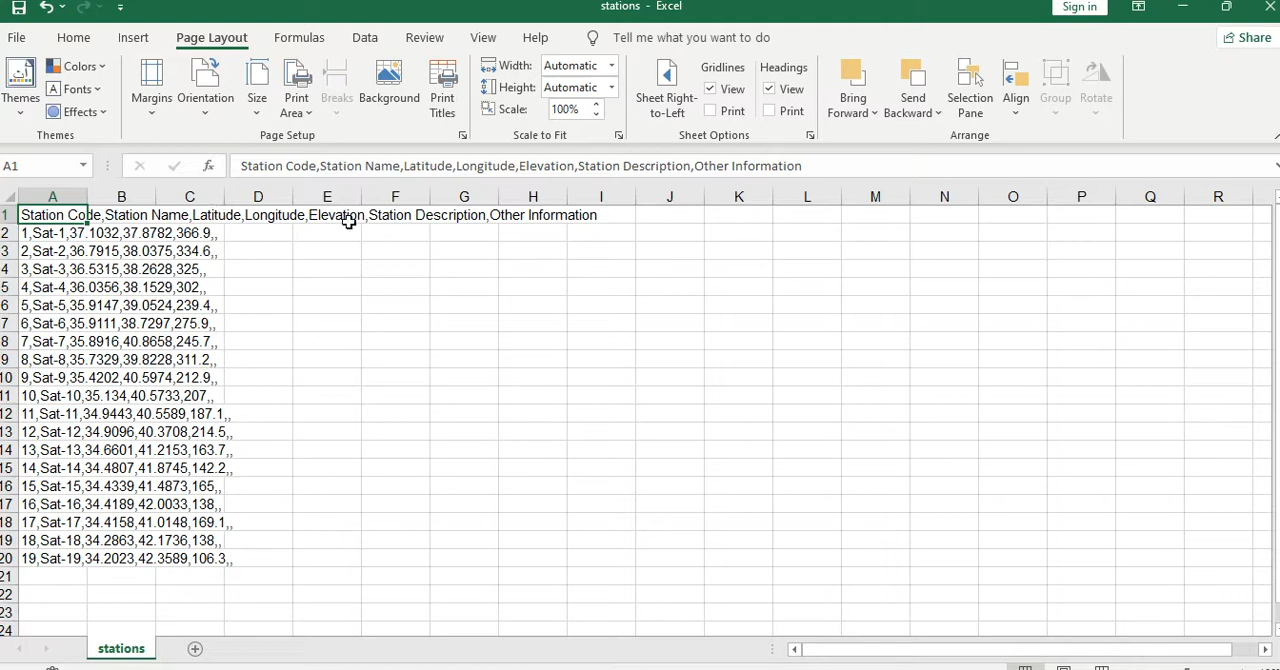 stations - Excel
Sign in
File Home Insert Page Layout Formulas Data Review View Help Tell me what you want to do Share
Themes
Colors
Fonts
Effects
Themes
Margins
Orientation
Size
Print Area
Breaks
Background
Print Titles
Page Setup
Width: Automatic
Height: Automatic
Scale: 100%
Scale to Fit
Sheet Right-to-Left
Gridlines
View
Print
Headings
View
Print
Sheet Options
Bring Forward
Send Backward
Selection Pane
Align
Group
Rotate
Arrange
A1 fx Station Code,Station Name,Latitude,Longitude,Elevation,Station Description,Other Information
A B C D E F G H I J K L M N O P Q R
1 Station Code,Station Name,Latitude,Longitude,Elevation,Station Description,Other Information
2 1,Sat-1,37.1032,37.8782,366.9,,
3 2,Sat-2,36.7915,38.0375,334.6,,
4 3,Sat-3,36.5315,38.2628,325,,
5 4,Sat-4,36.0356,38.1529,302,,
6 5,Sat-5,35.9147,39.0524,239.4,,
7 6,Sat-6,35.9111,38.7297,275.9,,
8 7,Sat-7,35.8916,40.8658,245.7,,
9 8,Sat-8,35.7329,39.8228,311.2,,
10 9,Sat-9,35.4202,40.5974,212.9,,
11 10,Sat-10,35.134,40.5733,207,,
12 11,Sat-11,34.9443,40.5589,187.1,,
13 12,Sat-12,34.9096,40.3708,214.5,,
14 13,Sat-13,34.6601,41.2153,163.7,,
15 14,Sat-14,34.4807,41.8745,142.2,,
16 15,Sat-15,34.4339,41.4873,165,,
17 16,Sat-16,34.4189,42.0033,138,,
18 17,Sat-17,34.4158,41.0148,169.1,,
19 18,Sat-18,34.2863,42.1736,138,,
20 19,Sat-19,34.2023,42.3589,106.3,,
21
22
23
24
stations